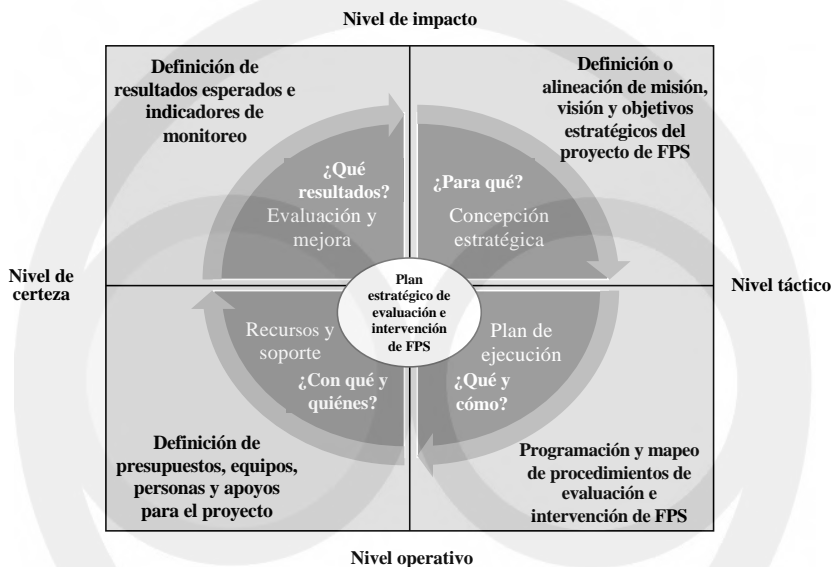 Nivel de impacto
Definición de
resultados esperados e
indicadores de
monitoreo
Definición o
alineación de misión,
visión y objetivos
estratégicos del
proyecto de FPS
¿Qué
resultados?
Evaluación y
mejora
¿Para qué?
Concepción
estratégica
Nivel de
certeza
Plan
estratégico de
evaluación e
intervención
de FPS
Nivel táctico
Recursos y
soporte
¿Con qué y
quiénes?
Plan de
ejecución
¿Qué y
cómo?
Definición de
presupuestos, equipos,
personas y apoyos
para el proyecto
Programación y mapeo
de procedimientos de
evaluación e
intervención de FPS
Nivel operativo